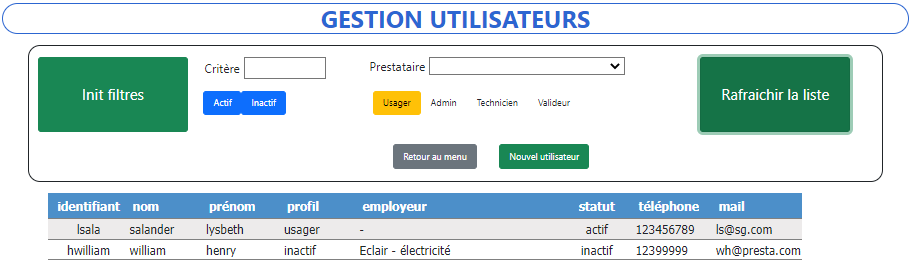 GESTION UTILISATEURS
Init filtres
Critère
Prestataire
Rafraichir la liste
Actif Inactif
Usager Admin Technicien Valideur
Retour au menu Nouvel utilisateur
identifiant nom prénom profil employeur statut téléphone mail
lsala salander lysbeth usager - actif 123456789 ls@sg.com
hwilliam william henry inactif Eclair - électricité inactif 12399999 wh@presta.com